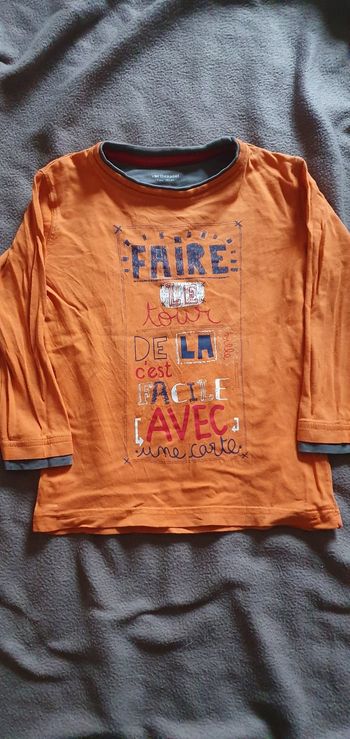 FAIRE
LE
tour
DE LA
c'est
FACILE
AVEC
une carte